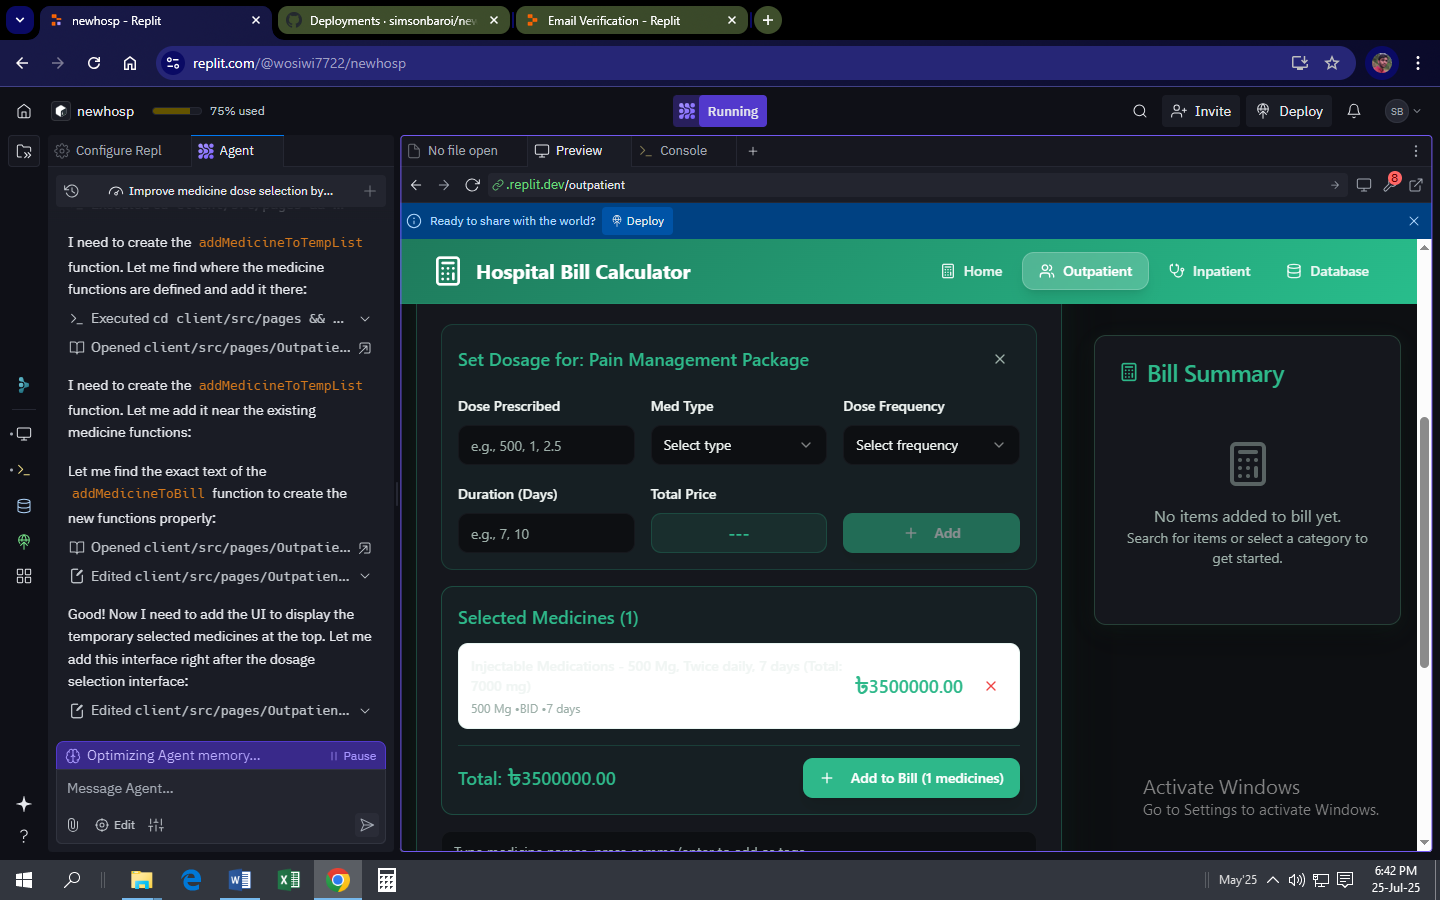 newhosp - Replit
Deployments · simsonbaroi/new
Email Verification - Replit
replit.com/@wosiwi7722/newhosp
newhosp
75% used
Running
Invite
Deploy
SB
Configure Repl
Agent
No file open
Preview
Console
Improve medicine dose selection by...
.replit.dev/outpatient
8
Ready to share with the world?
Deploy
I need to create the addMedicineToTempList
function. Let me find where the medicine
functions are defined and add it there:
Executed cd client/src/pages && ...
Opened client/src/pages/Outpatie...
I need to create the addMedicineToTempList
function. Let me add it near the existing
medicine functions:
Let me find the exact text of the
addMedicineToBill function to create the
new functions properly:
Opened client/src/pages/Outpatie...
Edited client/src/pages/Outpatien...
Good! Now I need to add the UI to display the
temporary selected medicines at the top. Let me
add this interface right after the dosage
selection interface:
Edited client/src/pages/Outpatien...
Optimizing Agent memory...
Pause
Message Agent...
Edit
Hospital Bill Calculator
Home
Outpatient
Inpatient
Database
Set Dosage for: Pain Management Package
Dose Prescribed
Med Type
Dose Frequency
e.g., 500, 1, 2.5
Select type
Select frequency
Duration (Days)
Total Price
e.g., 7, 10
---
Add
Selected Medicines (1)
Injectable Medications - 500 Mg, Twice daily, 7 days (Total:
7000 mg)
500 Mg •BID •7 days
৳3500000.00
Total: ৳3500000.00
Add to Bill (1 medicines)
Type medicine names, press comma/enter to add as tags...
Bill Summary
No items added to bill yet.
Search for items or select a category to
get started.
Activate Windows
Go to Settings to activate Windows.
May'25
6:42 PM
25-Jul-25